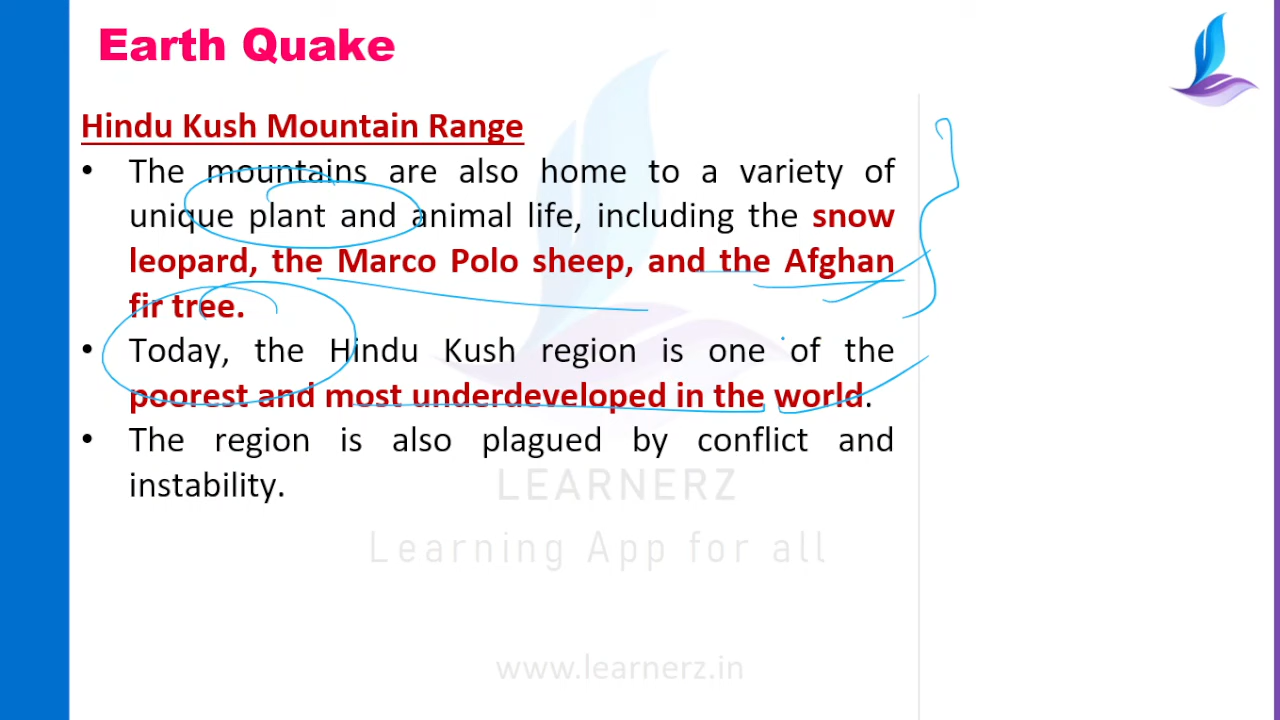 Earth Quake
Hindu Kush Mountain Range
• The mountains are also home to a variety of
unique plant and animal life, including the snow
leopard, the Marco Polo sheep, and the Afghan
fir tree.
• Today, the Hindu Kush region is one of the
poorest and most underdeveloped in the world.
• The region is also plagued by conflict and
instability.
LEARNERZ
Learning App for all
www.learnerz.in